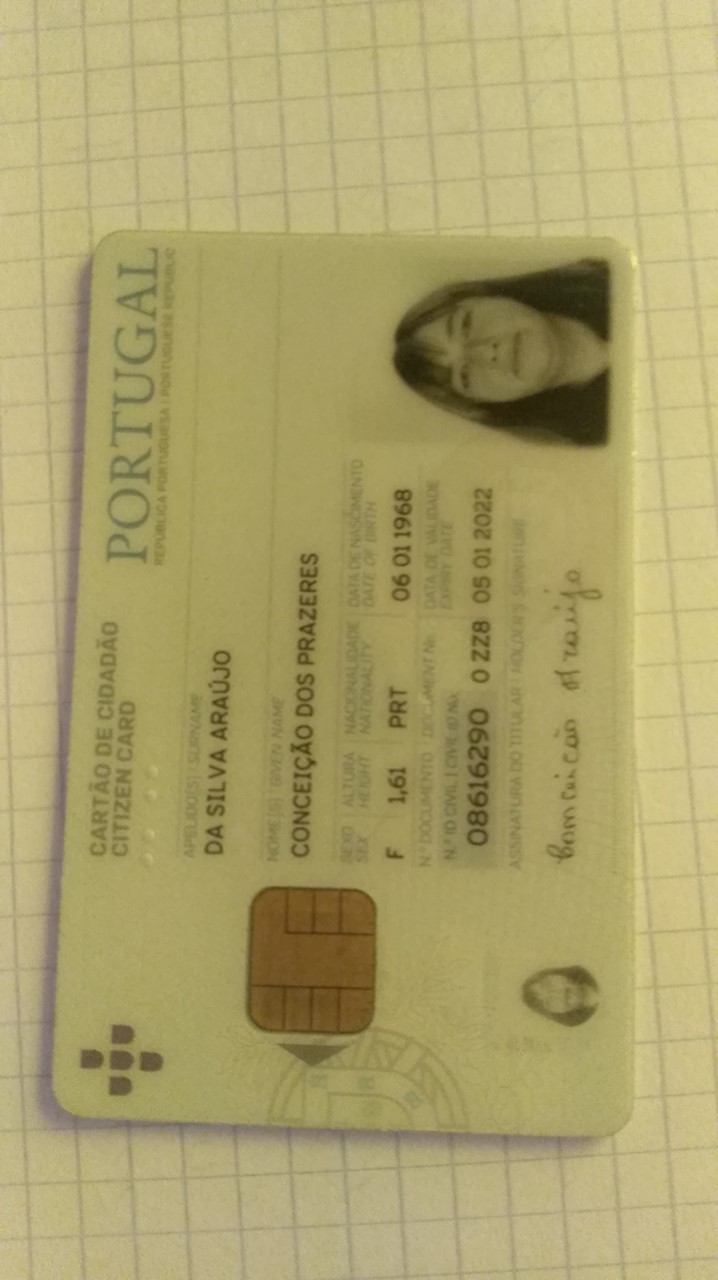 CARTÃO DE CIDADÃO
CITIZEN CARD
PORTUGAL
REPÚBLICA PORTUGUESA | PORTUGUESE REPUBLIC
APELIDO[S] | SURNAME
DA SILVA ARAÚJO
NOME[S] | GIVEN NAME
CONCEIÇÃO DOS PRAZERES
SEXO ALTURA NACIONALIDADE DATA DE NASCIMENTO
SEX HEIGHT NATIONALITY DATE OF BIRTH
F 1,61 PRT 06 01 1968
N.º DOCUMENTO DOCUMENT No. DATA DE VALIDADE
N.º ID CIVIL | CIVIL ID No. EXPIRY DATE
08616290 0 ZZ8 05 01 2022
ASSINATURA DO TITULAR | HOLDER'S SIGNATURE
Araújo